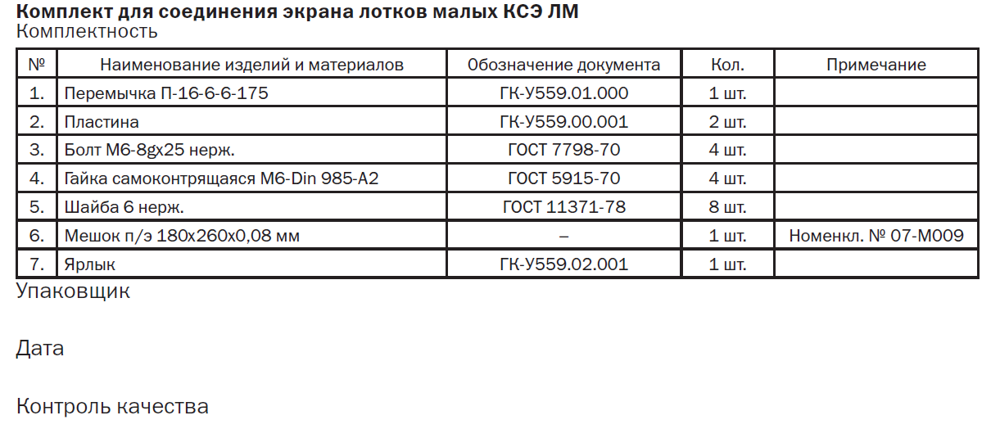 Комплект для соединения экрана лотков малых КСЭ ЛМ
Комплектность
№ Наименование изделий и материалов Обозначение документа Кол. Примечание
1. Перемычка П-16-6-6-175 ГК-У559.01.000 1 шт.
2. Пластина ГК-У559.00.001 2 шт.
3. Болт М6-8gx25 нерж. ГОСТ 7798-70 4 шт.
4. Гайка самоконтрящаяся М6-Din 985-А2 ГОСТ 5915-70 4 шт.
5. Шайба 6 нерж. ГОСТ 11371-78 8 шт.
6. Мешок п/э 180х260х0,08 мм – 1 шт. Номенкл. № 07-М009
7. Ярлык ГК-У559.02.001 1 шт.
Упаковщик
Дата
Контроль качества